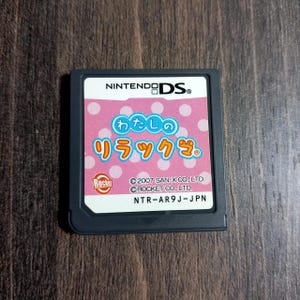 NINTENDO DS®
わたしの
リラックマ®
©2007 SAN-X CO., LTD.
©ROCKET CO., LTD.
NTR-AR9J-JPN